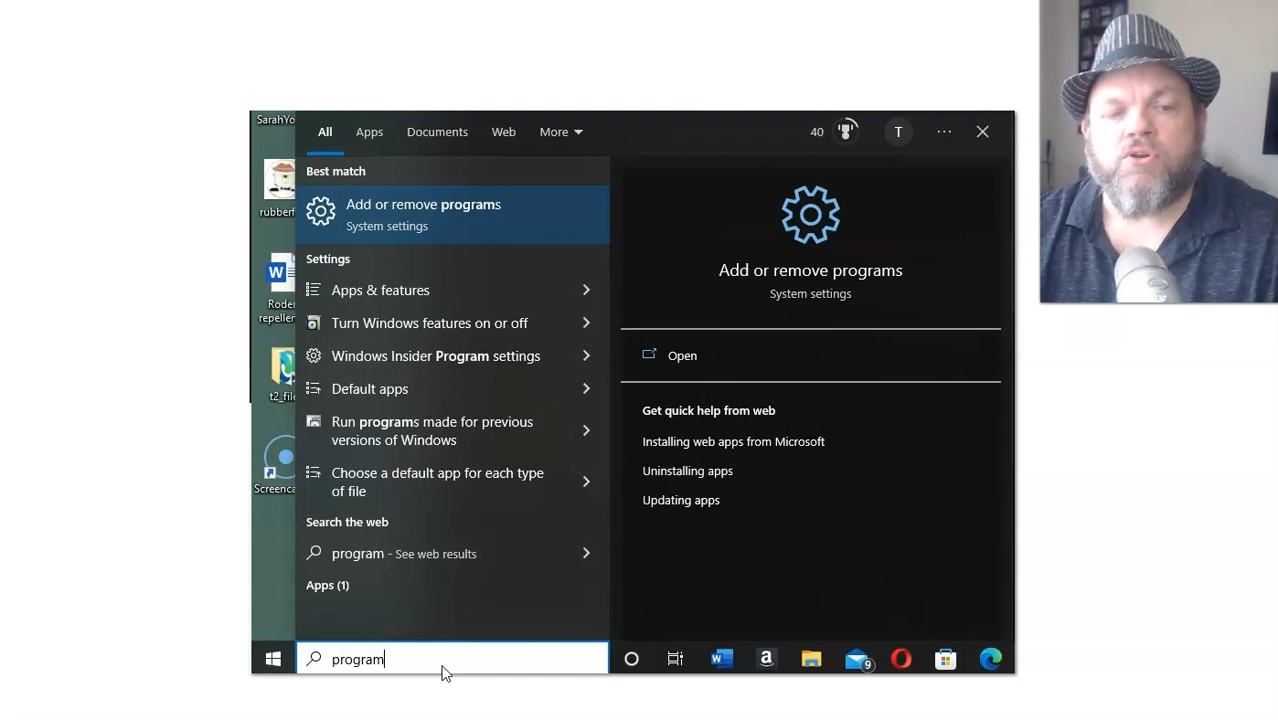 SarahYo
All Apps Documents Web More 40 T ...
Best match
Add or remove programs
System settings
rubberf
Settings
Apps & features
Turn Windows features on or off
Windows Insider Program settings
Default apps
Run programs made for previous
versions of Windows
Choose a default app for each type
of file
Search the web
program - See web results
Apps (1)
W
Roden
repellen
t2_file
Screenca
Add or remove programs
System settings
Open
Get quick help from web
Installing web apps from Microsoft
Uninstalling apps
Updating apps
program
W
a
9